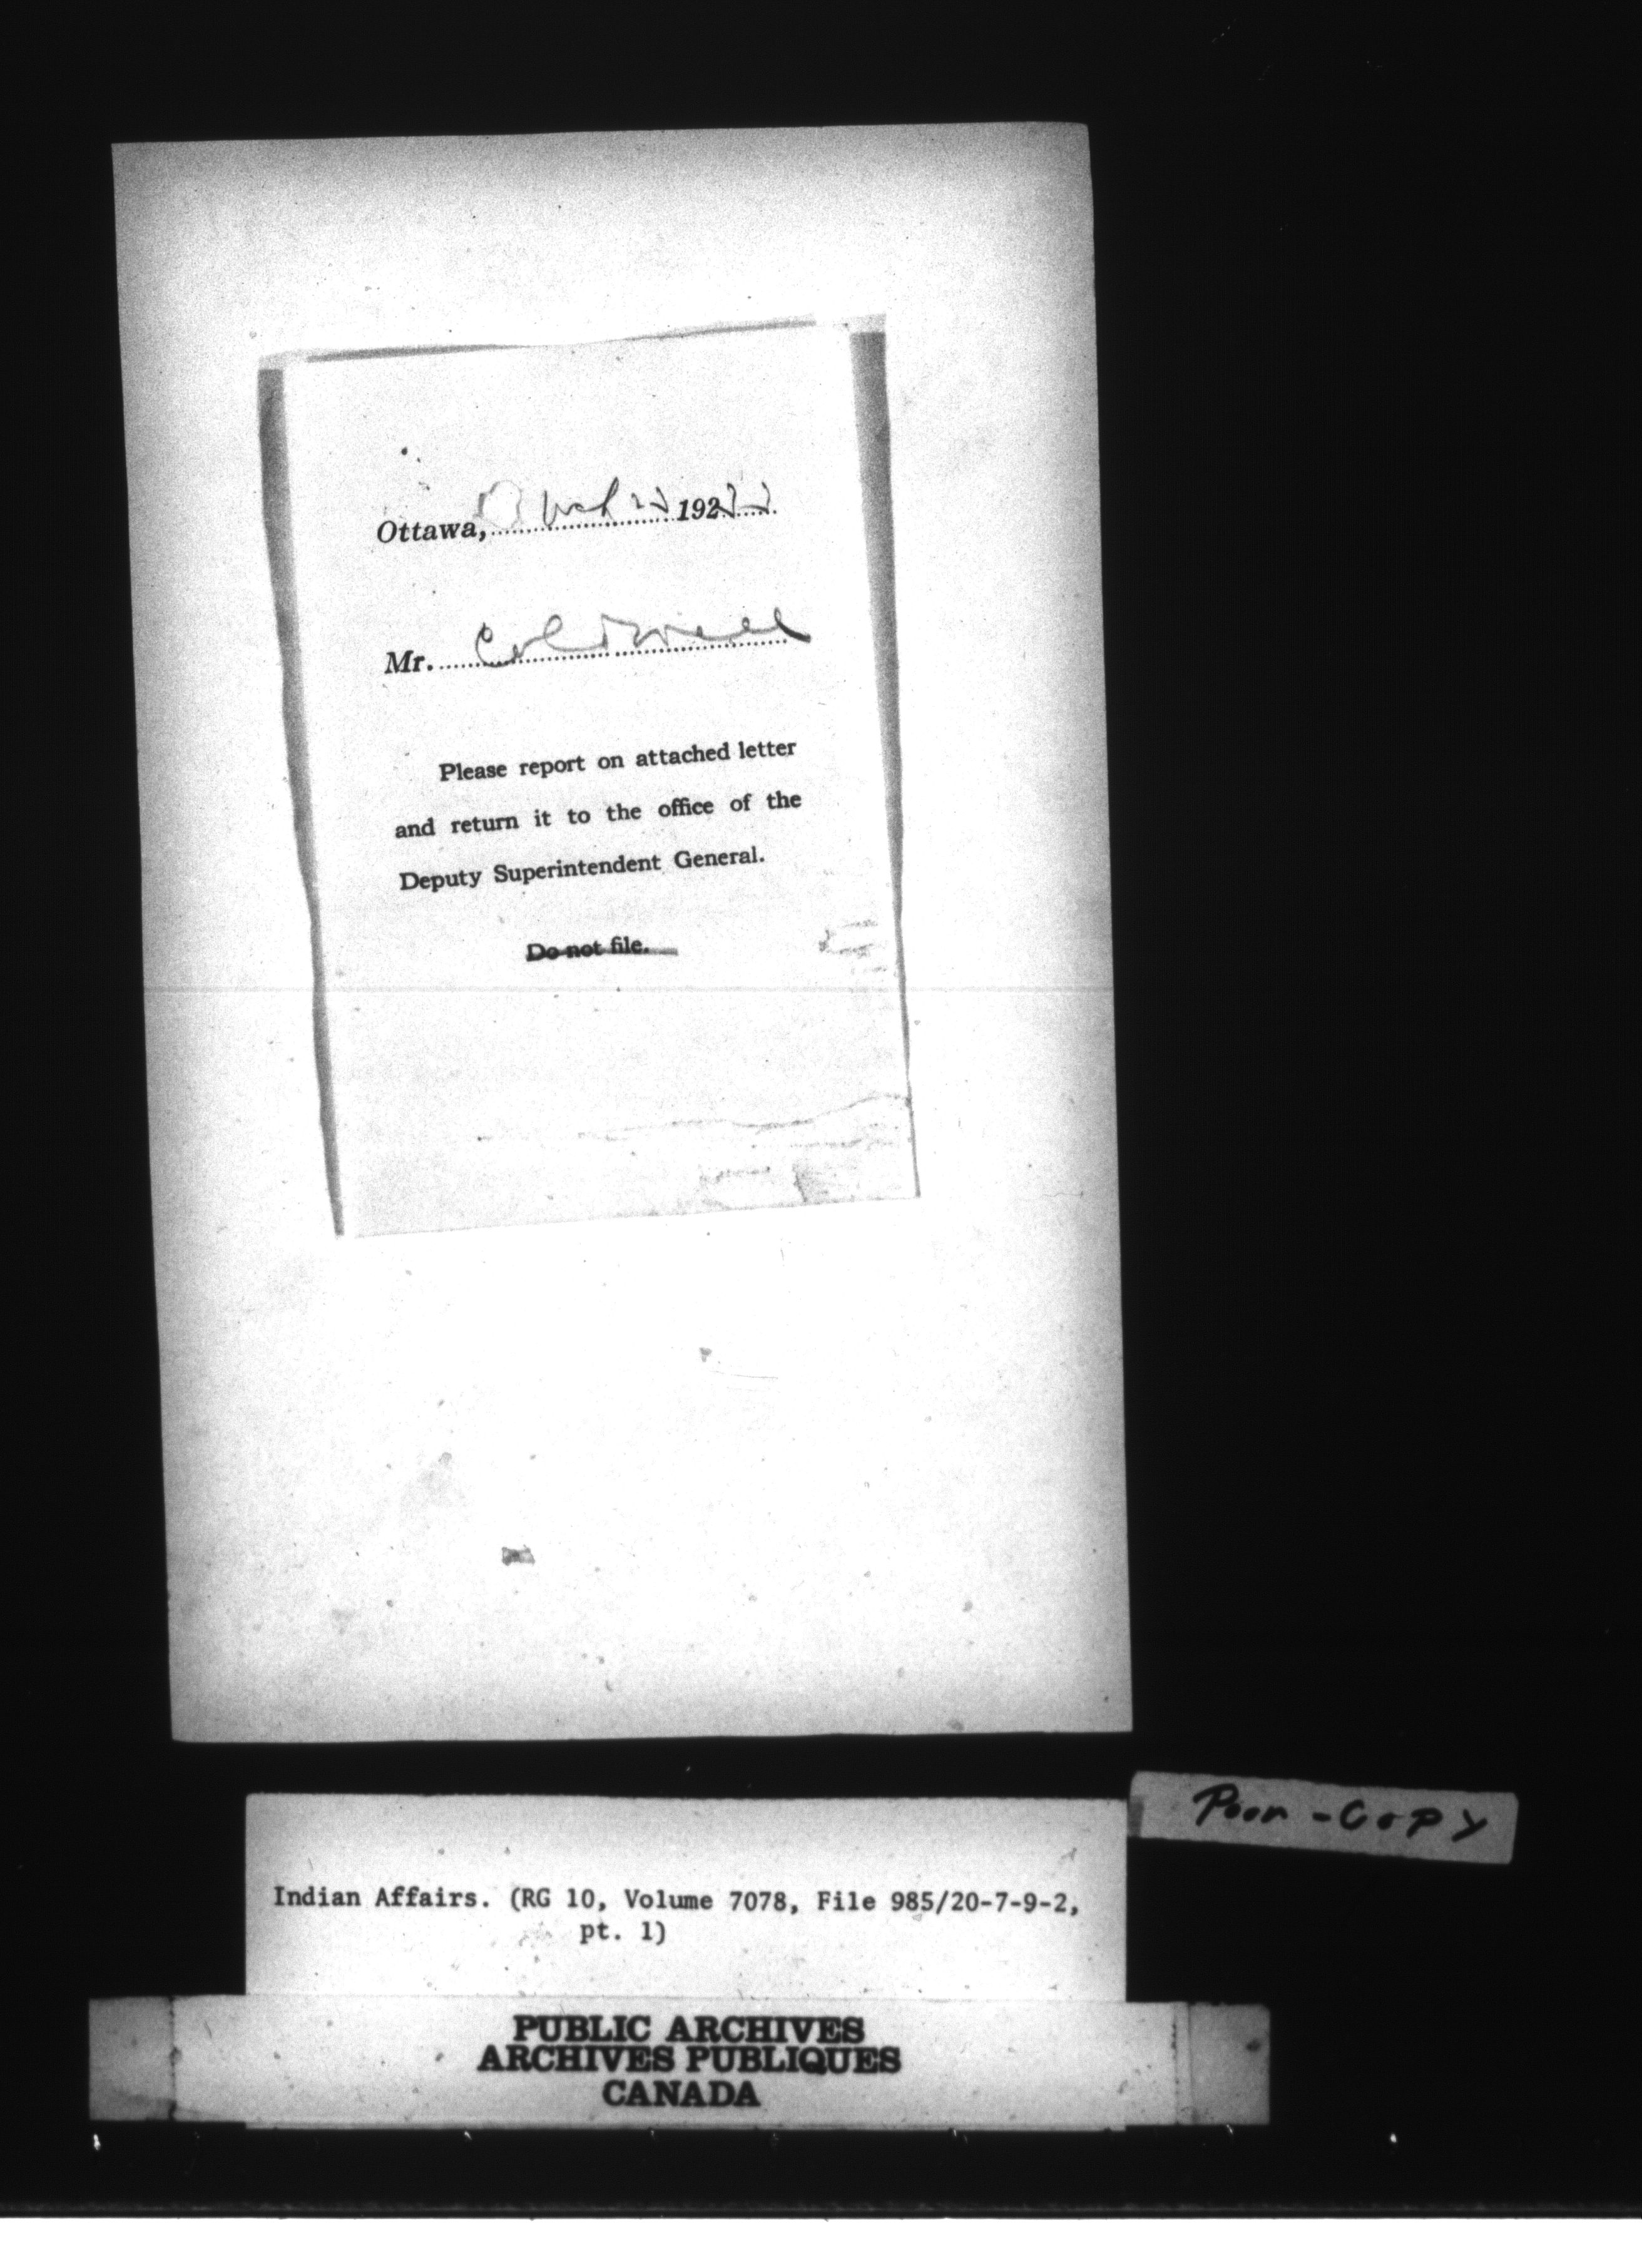 Ottawa, 192
Mr. Coldwell
Please report on attached letter
and return it to the office of the
Deputy Superintendent General.
Do not file.
Poor-Copy
Indian Affairs. (RG 10, Volume 7078, File 985/20-7-9-2,
pt. 1)
PUBLIC ARCHIVES
ARCHIVES PUBLIQUES
CANADA